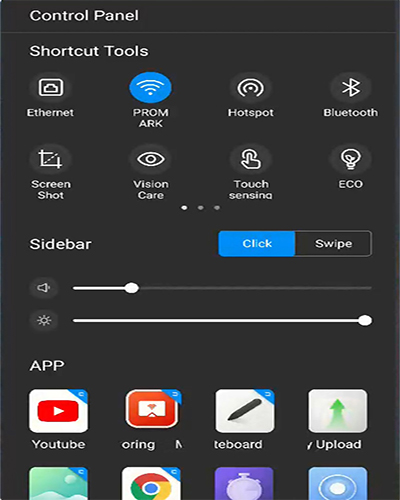 Control Panel
Shortcut Tools
Ethernet
PROM
ARK
Hotspot
Bluetooth
Screen
Shot
Vision
Care
Touch
sensing
ECO
Sidebar
Click
Swipe
APP
Youtube
oring M
teboard
y Upload